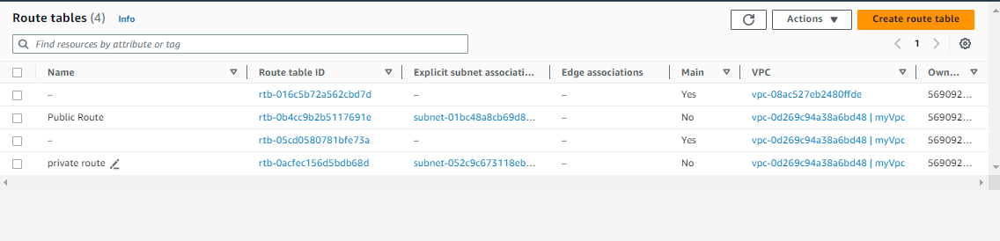 Route tables (4) Info
Actions Create route table
Find resources by attribute or tag
1
Name Route table ID Explicit subnet associati... Edge associations Main VPC Own...
– rtb-016c5b72a562cbd7d – – Yes vpc-08ac527eb2480ffde 569092...
Public Route rtb-0b4cc9b2b5117691e subnet-01bc48a8cb69d8... – No vpc-0d269c94a38a6bd48 | myVpc 569092...
– rtb-05cd0580781bfe73a – – Yes vpc-0d269c94a38a6bd48 | myVpc 569092...
private route rtb-0acfec156d5bdb68d subnet-052c9c673118eb... – No vpc-0d269c94a38a6bd48 | myVpc 569092...